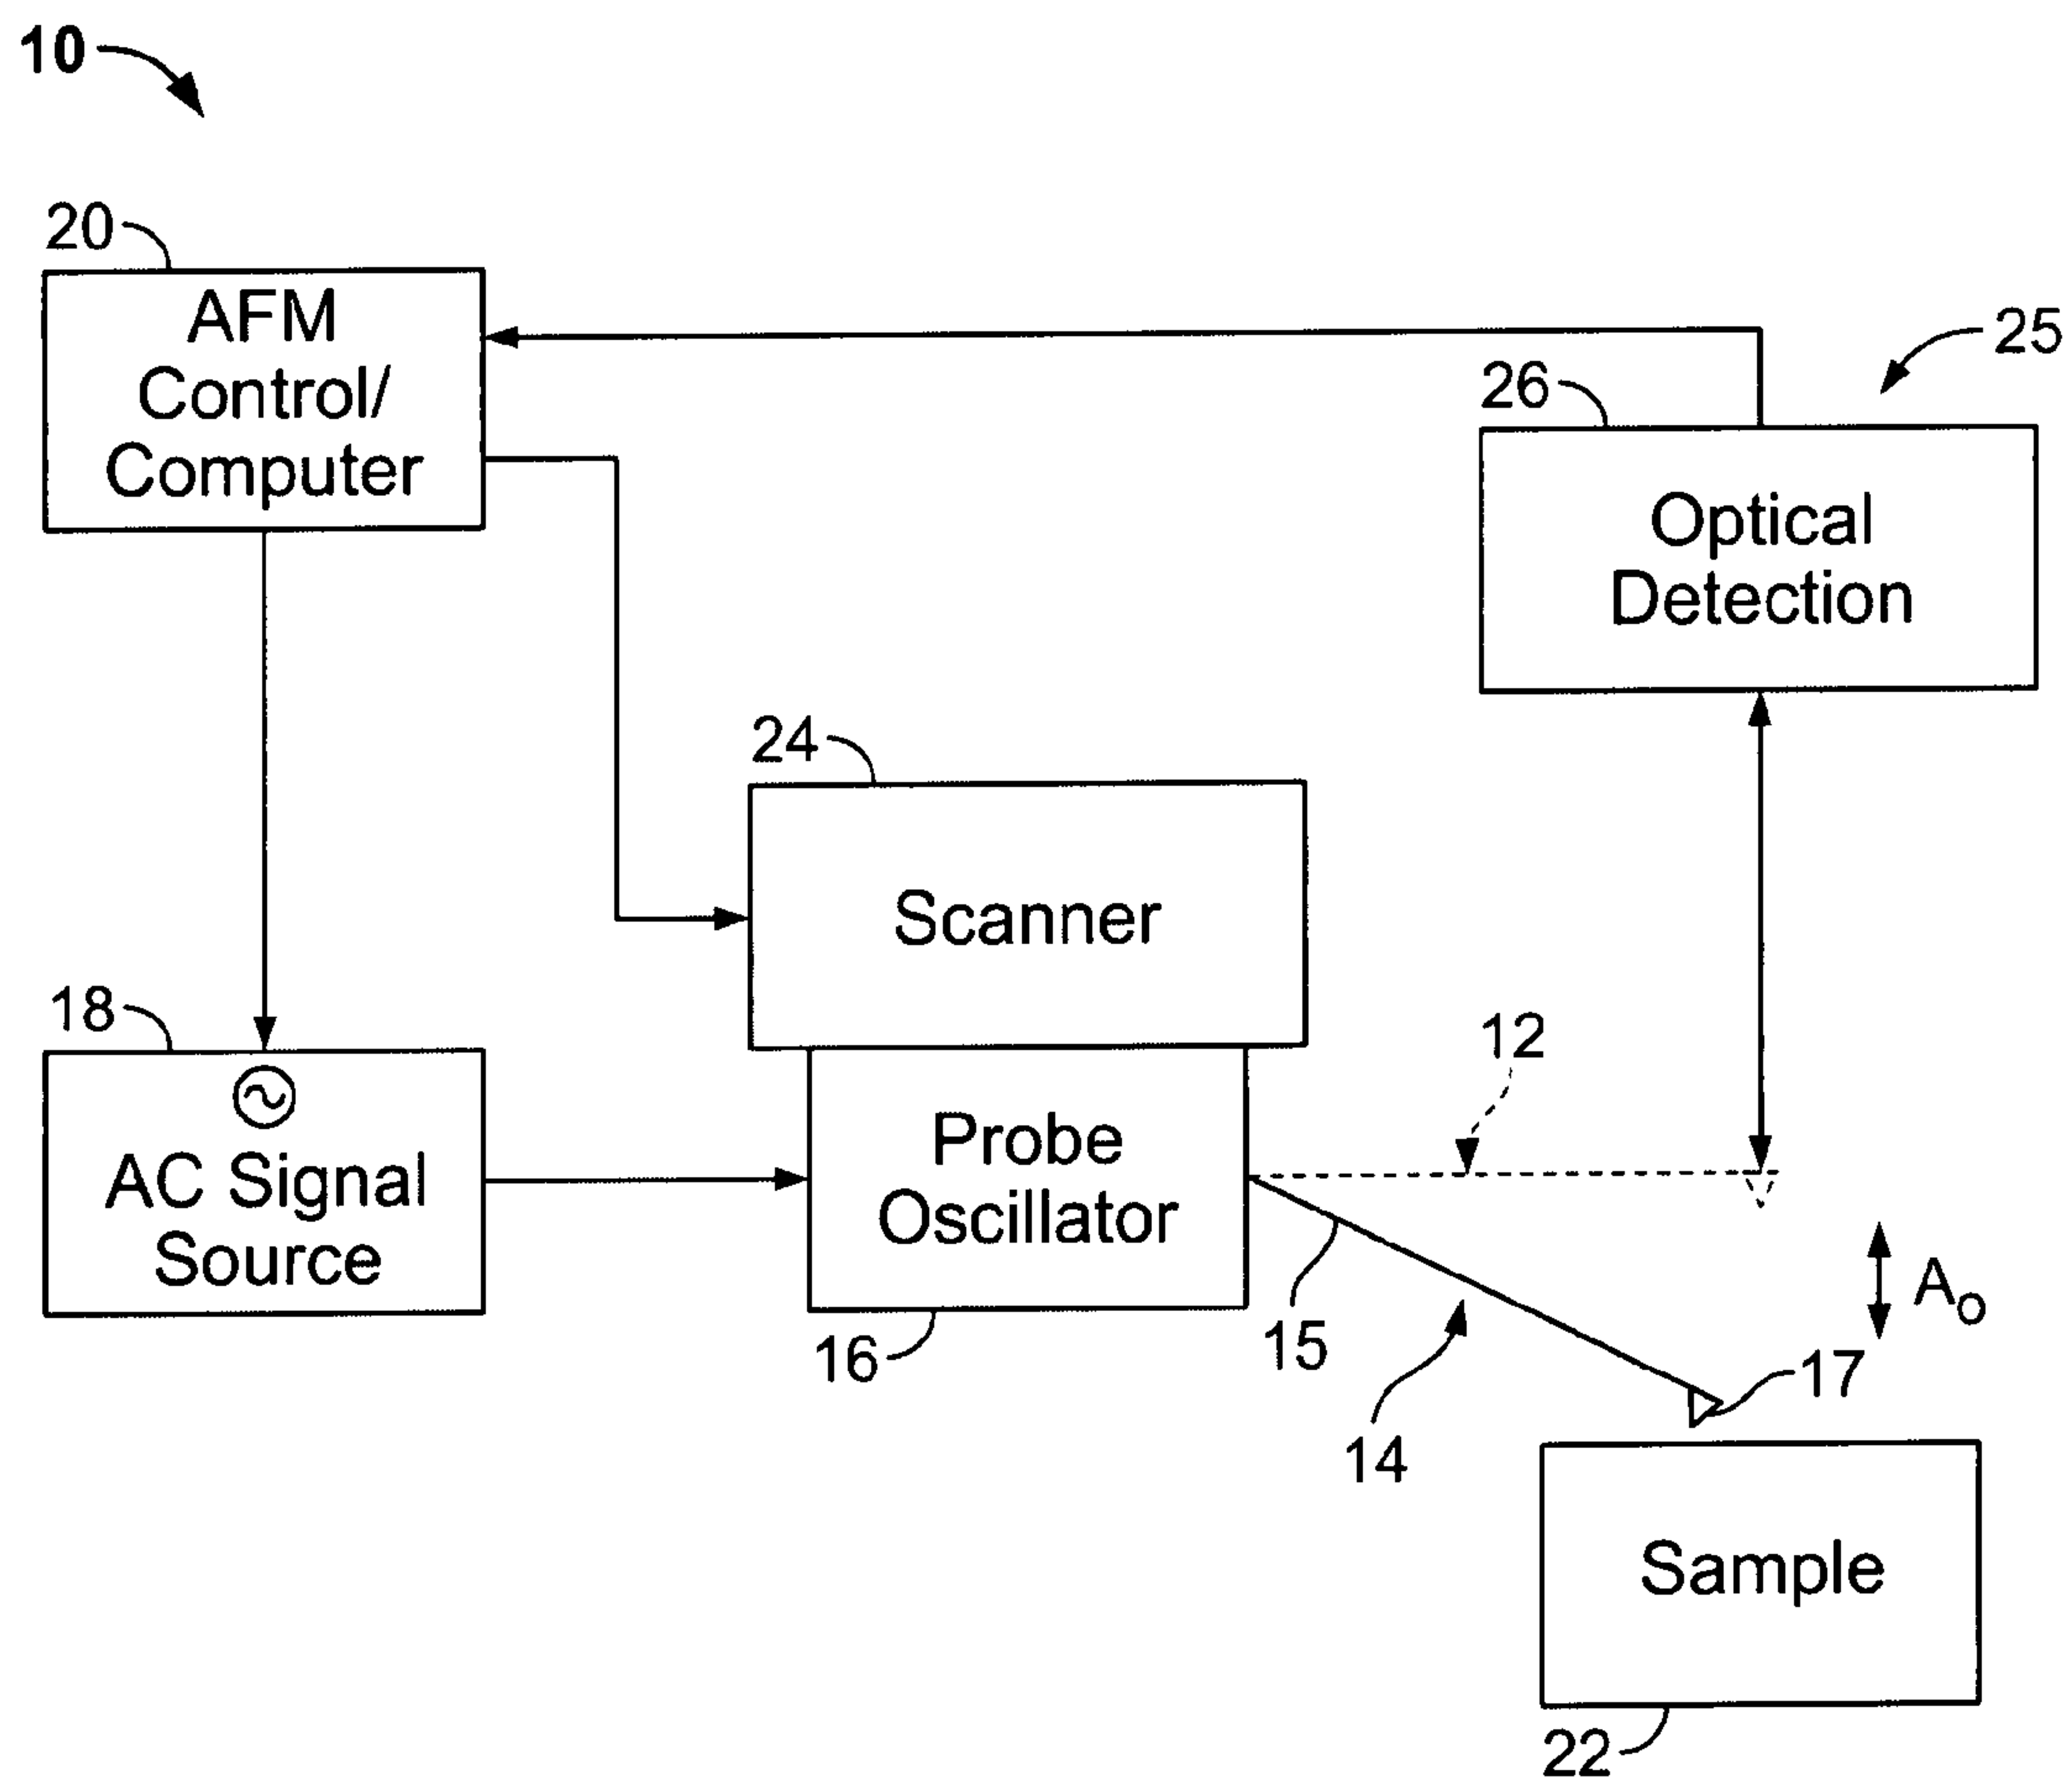 10
20
AFM
Control/
Computer
25
26
Optical
Detection
24
Scanner
18
AC Signal
Source
12
Probe
Oscillator
16
15
14
A₀
17
Sample
22